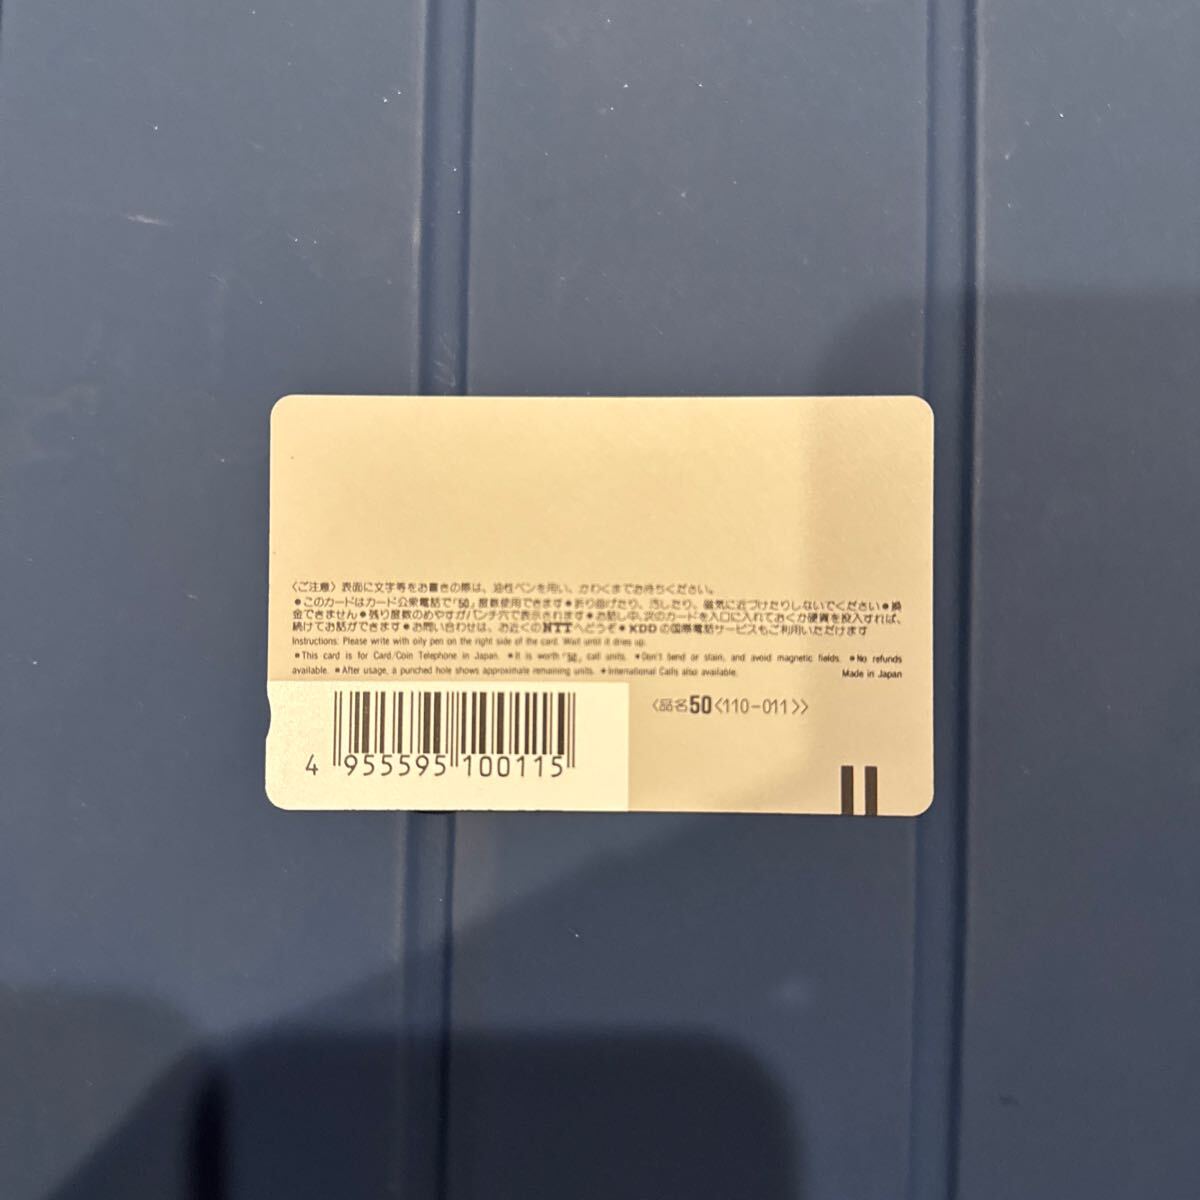 〈ご注意〉表面に文字等をお書きの際は、油性ペンを用い、かわくまでお待ちください。
●このカードはカード公衆電話で「50」度数使用できます●折り曲げたり、汚したり、磁気に近づけたりしないでください●換
金できません●残り度数のめやすがパンチ穴で表示されます●お話し中、次のカードを入口に入れておくか硬貨を投入すれば、
続けてお話ができます●お問い合わせは、お近くのNTTへどうぞ●KDDの国際電話サービスもご利用いただけます
Instructions: Please write with oily pen on the right side of the card. Wait until it dries up.
●This card is for Card/Coin Telephone in Japan. ●It is worth "50" call units. ●Don't bend or stain, and avoid magnetic fields. ●No refunds
available. ●After usage, a punched hole shows approximate remaining units. ●International Calls also available.
Made in Japan
〈品名50〈110-011〉〉
4 955595 100115